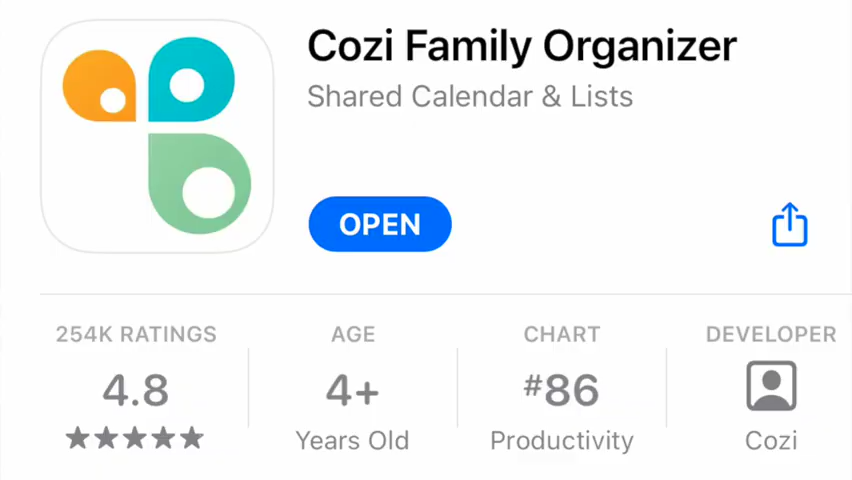 Cozi Family Organizer
Shared Calendar & Lists
OPEN
254K RATINGS
4.8
AGE
4+
Years Old
CHART
#86
Productivity
DEVELOPER
Cozi